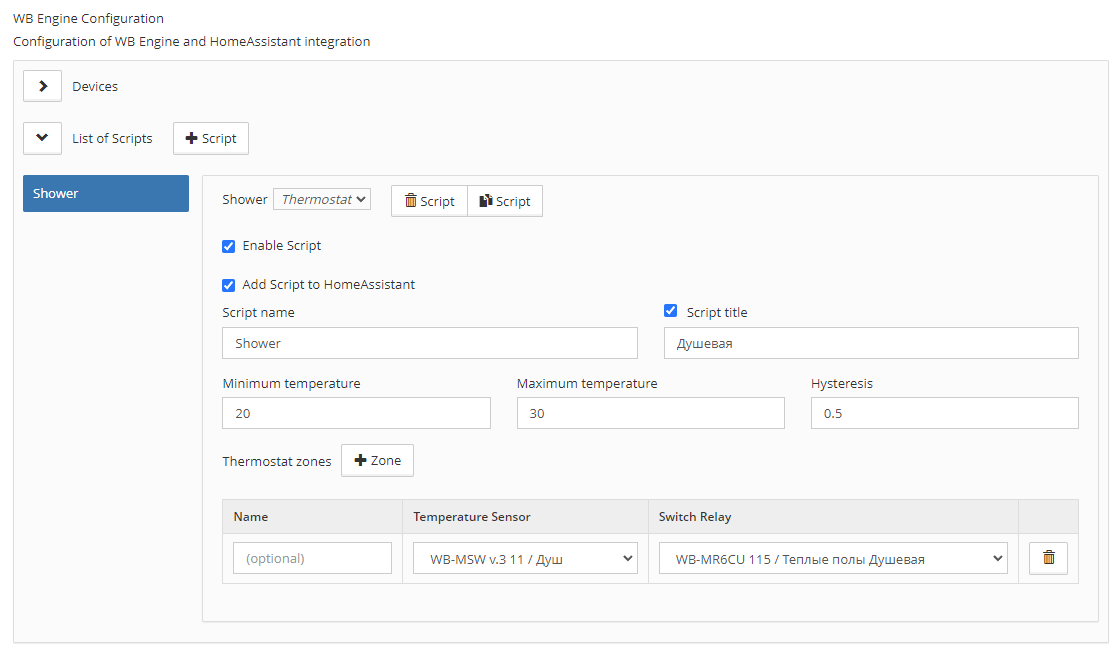 WB Engine Configuration
Configuration of WB Engine and HomeAssistant integration
Devices
List of Scripts Script
Shower
Shower Thermostat Script Script
Enable Script
Add Script to HomeAssistant
Script name Script title
Shower Душевая
Minimum temperature Maximum temperature Hysteresis
20 30 0.5
Thermostat zones Zone
Name Temperature Sensor Switch Relay
(optional) WB-MSW v.3 11 / Душ WB-MR6CU 115 / Теплые полы Душевая